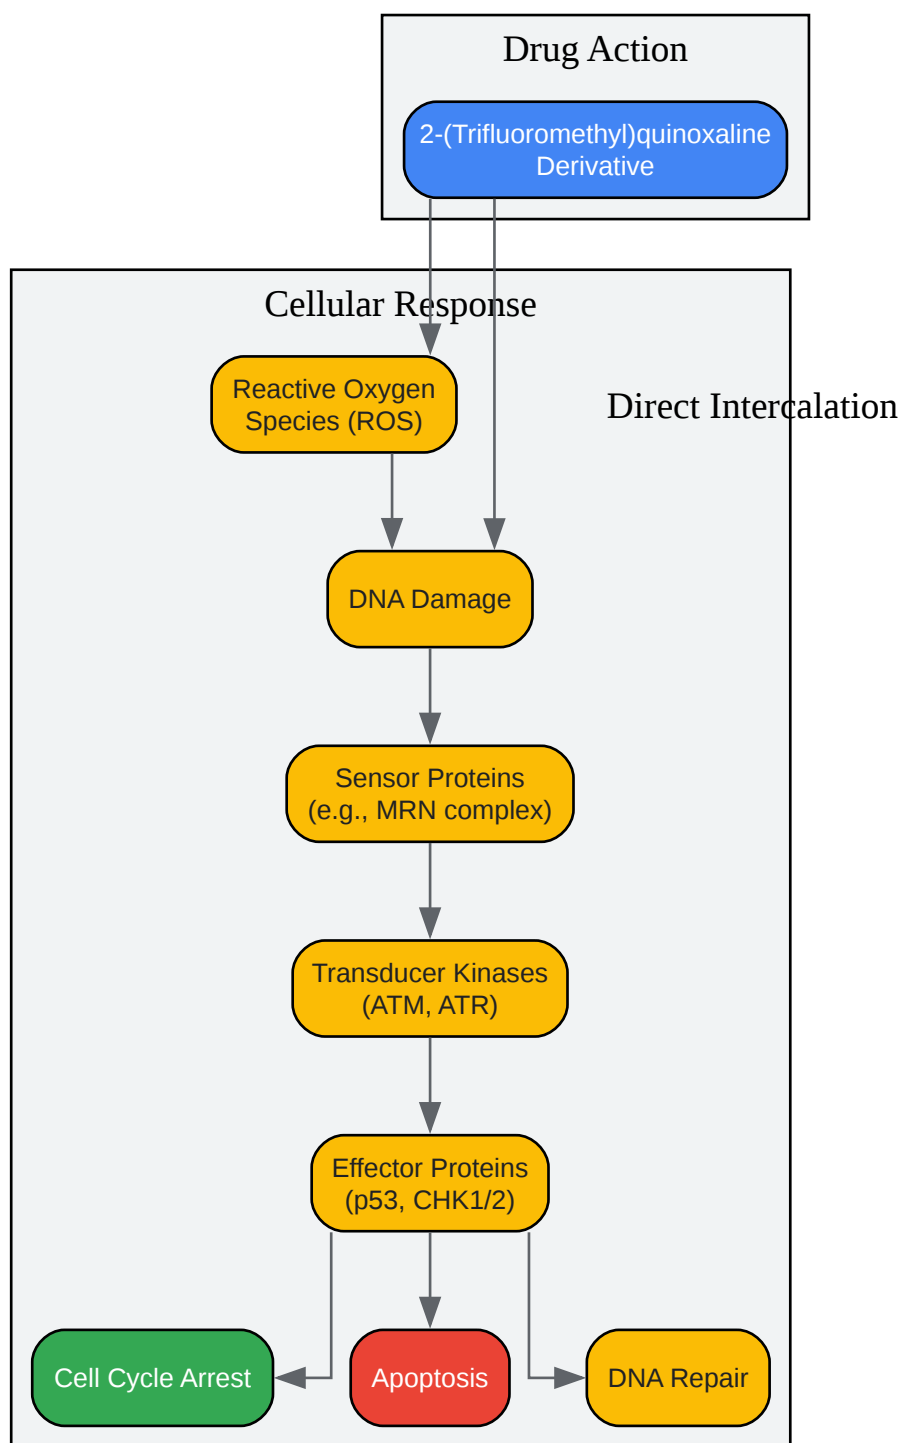 Drug Action
2-(Trifluoromethyl)quinoxaline
Derivative
Cellular Response
Reactive Oxygen
Species (ROS)
Direct Intercalation
DNA Damage
Sensor Proteins
(e.g., MRN complex)
Transducer Kinases
(ATM, ATR)
Effector Proteins
(p53, CHK1/2)
Cell Cycle Arrest
Apoptosis
DNA Repair